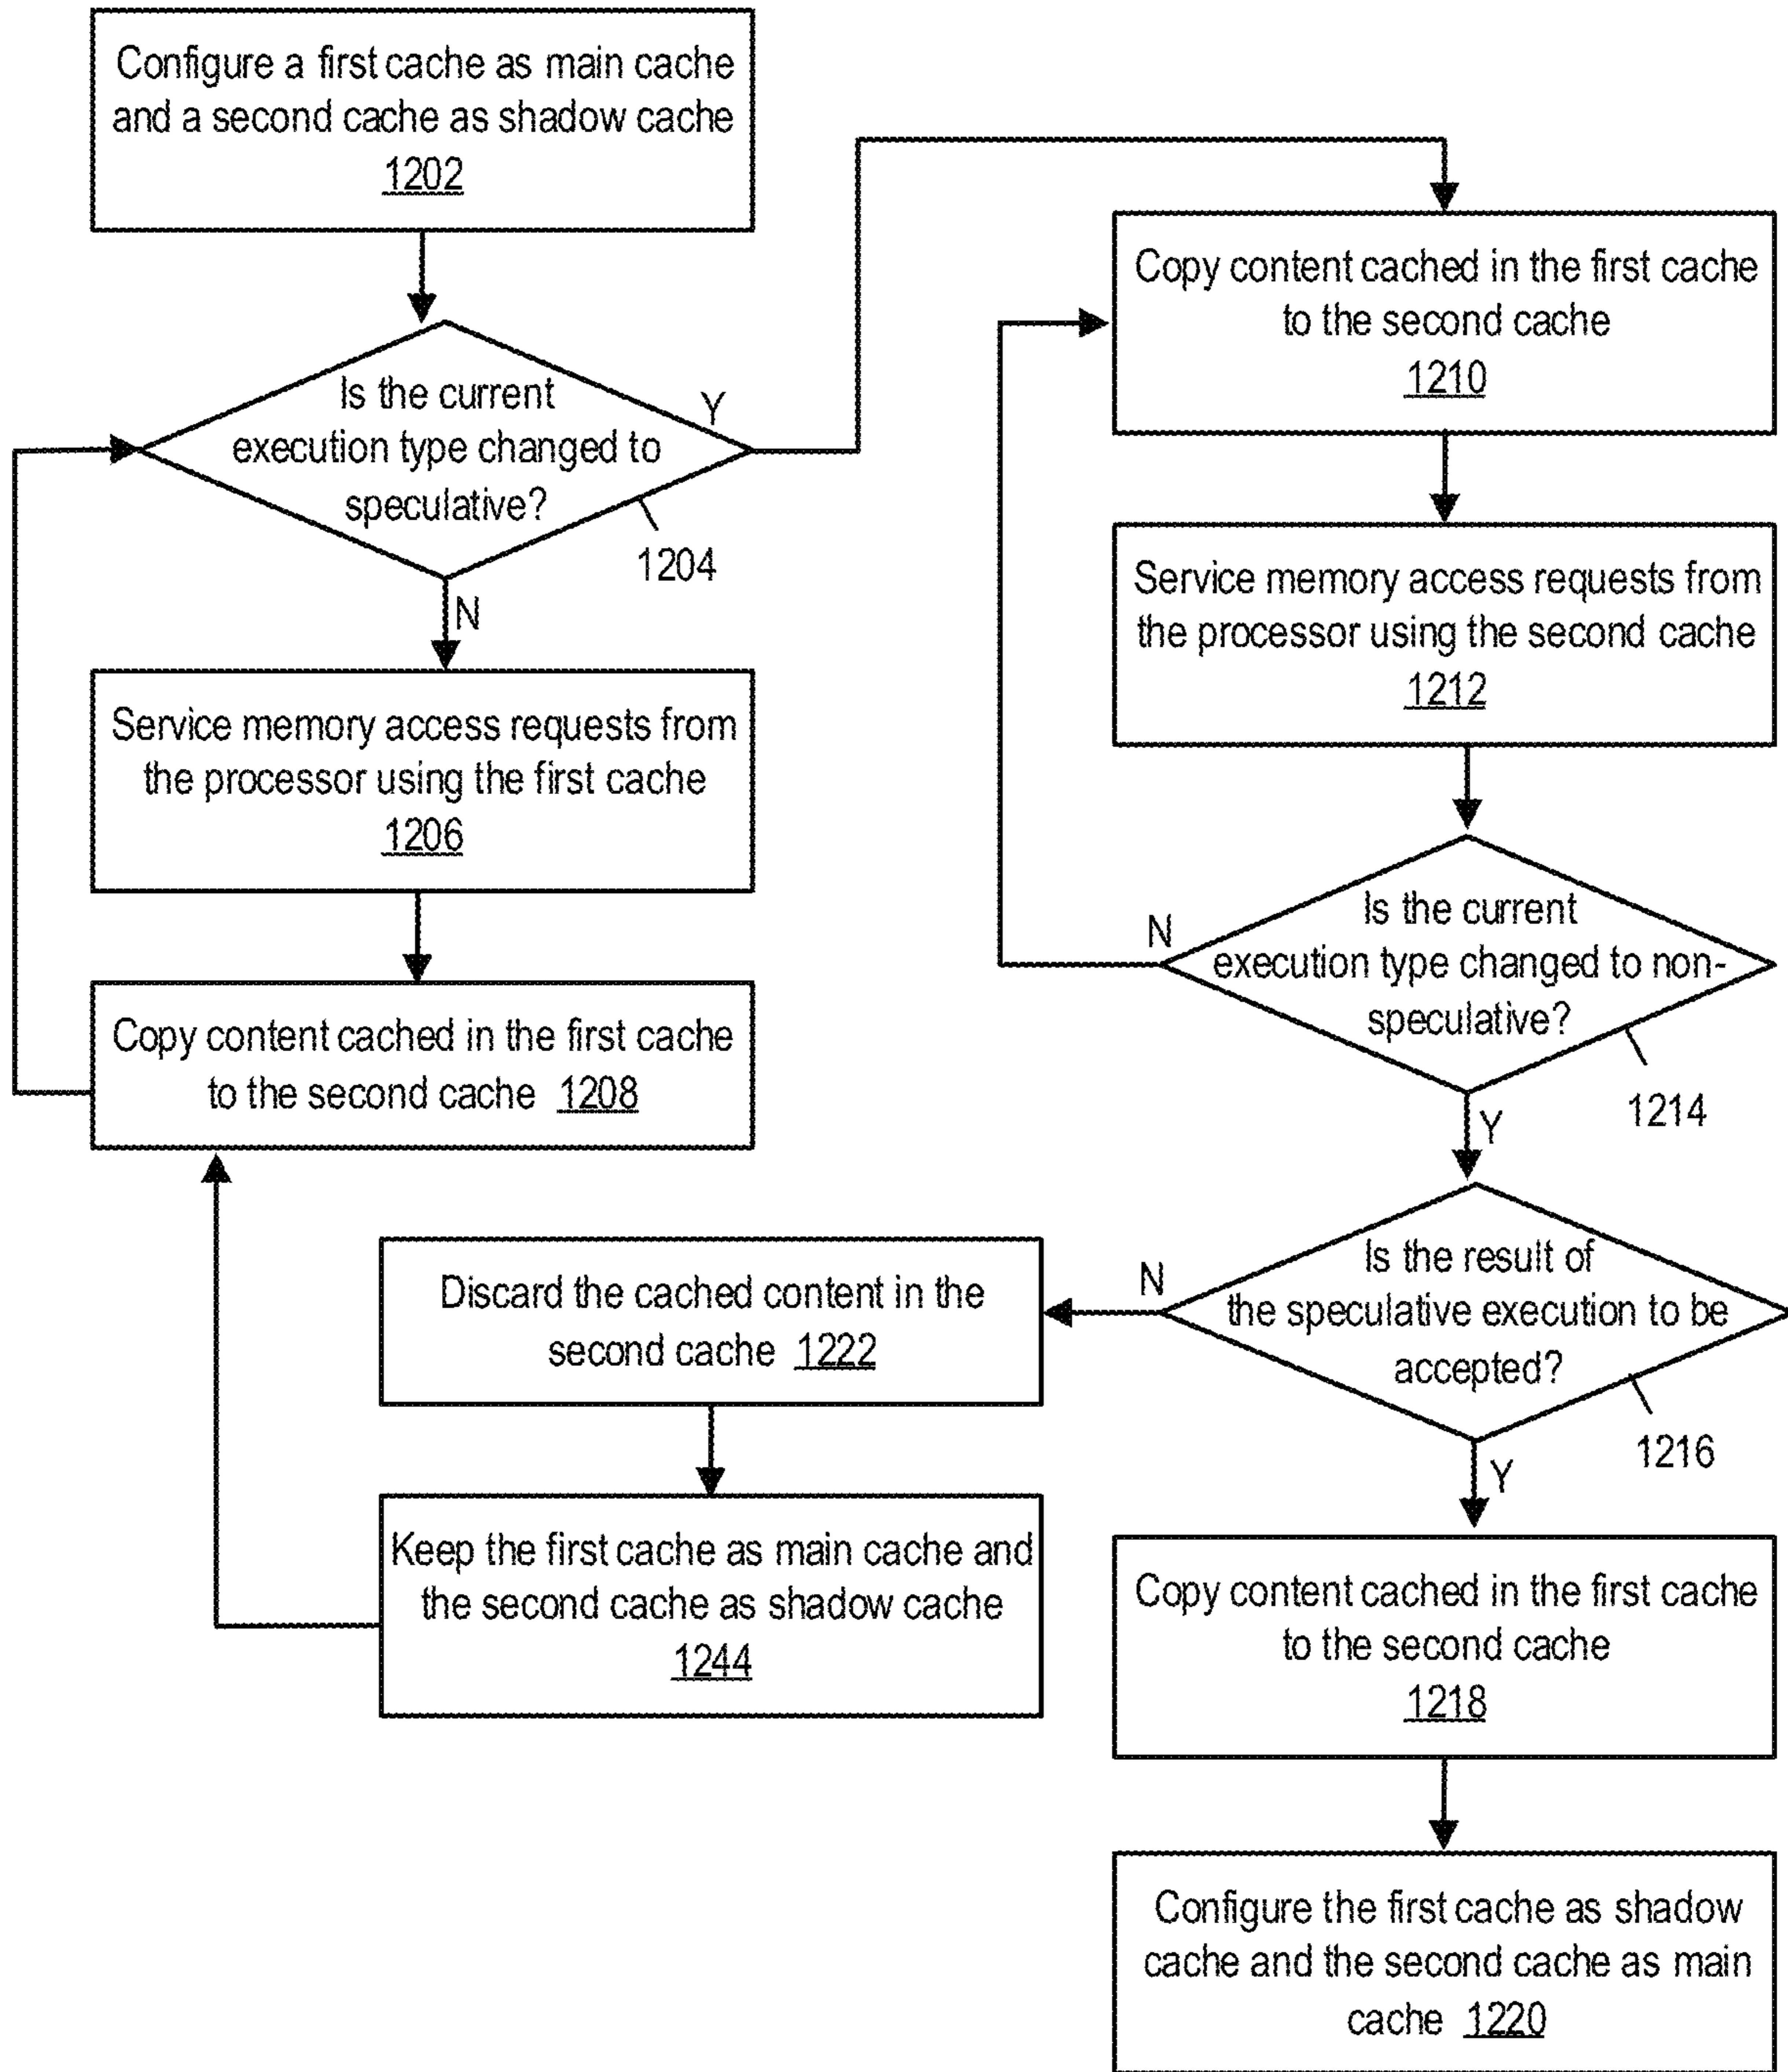 Configure a first cache as main cache
and a second cache as shadow cache
1202
Is the current
execution type changed to
speculative?
Y
1204
N
Service memory access requests from
the processor using the first cache
1206
Copy content cached in the first cache
to the second cache 1208
Copy content cached in the first cache
to the second cache
1210
Service memory access requests from
the processor using the second cache
1212
Is the current
execution type changed to non-
speculative?
N
1214
Y
Is the result of
the speculative execution to be
accepted?
N
1216
Y
Discard the cached content in the
second cache 1222
Keep the first cache as main cache and
the second cache as shadow cache
1244
Copy content cached in the first cache
to the second cache
1218
Configure the first cache as shadow
cache and the second cache as main
cache 1220